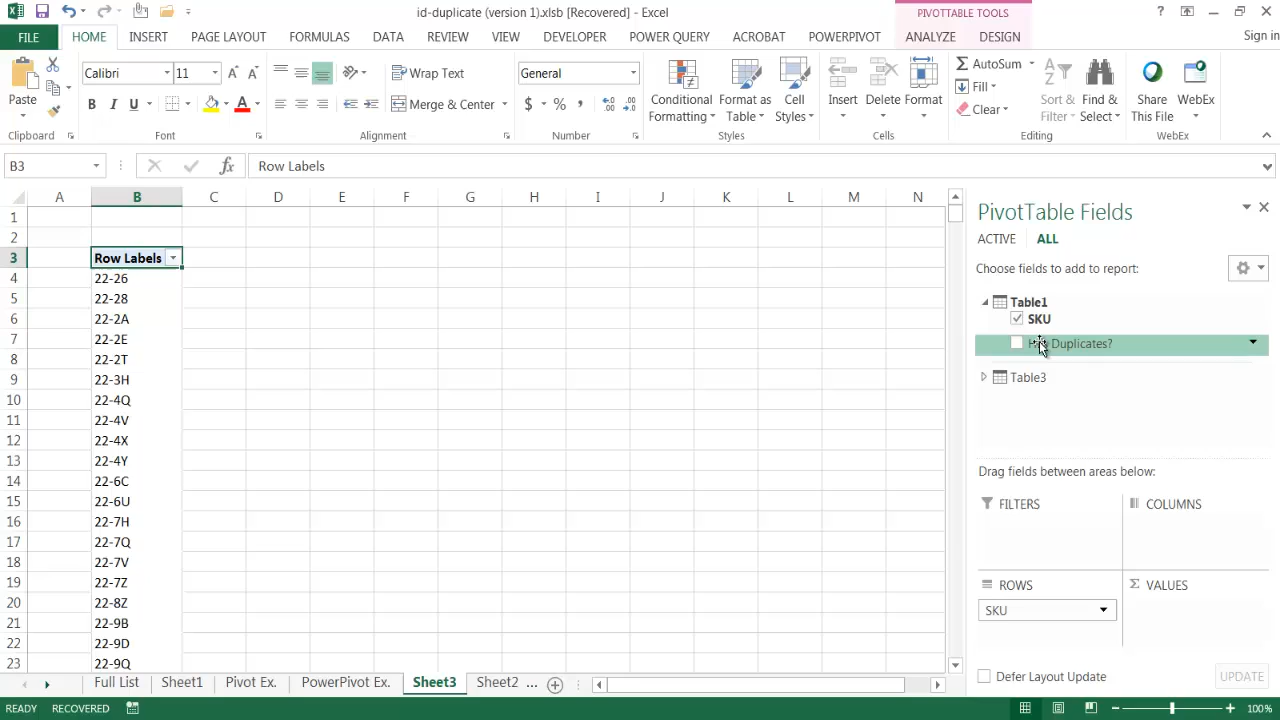 id-duplicate (version 1).xlsb [Recovered] - Excel
PIVOTTABLE TOOLS
?
FILE
HOME
INSERT
PAGE LAYOUT
FORMULAS
DATA
REVIEW
VIEW
DEVELOPER
POWER QUERY
ACROBAT
POWERPIVOT
ANALYZE
DESIGN
Sign in
Paste
Calibri
11
B I U
Wrap Text
Merge & Center
General
$ % ,
Conditional Formatting
Format as Table
Cell Styles
Insert
Delete
Format
AutoSum
Fill
Clear
Sort & Filter
Find & Select
Share This File
WebEx
Clipboard
Font
Alignment
Number
Styles
Cells
Editing
WebEx
B3
fx
Row Labels
A B C D E F G H I J K L M N
1
2
3 Row Labels
4 22-26
5 22-28
6 22-2A
7 22-2E
8 22-2T
9 22-3H
10 22-4Q
11 22-4V
12 22-4X
13 22-4Y
14 22-6C
15 22-6U
16 22-7H
17 22-7Q
18 22-7V
19 22-7Z
20 22-8Z
21 22-9B
22 22-9D
23 22-9Q
PivotTable Fields
ACTIVE ALL
Choose fields to add to report:
Table1
SKU
Duplicates?
Table3
Drag fields between areas below:
FILTERS
COLUMNS
ROWS
VALUES
SKU
Defer Layout Update
UPDATE
Full List
Sheet1
Pivot Ex.
PowerPivot Ex.
Sheet3
Sheet2 ...
READY
RECOVERED
100%